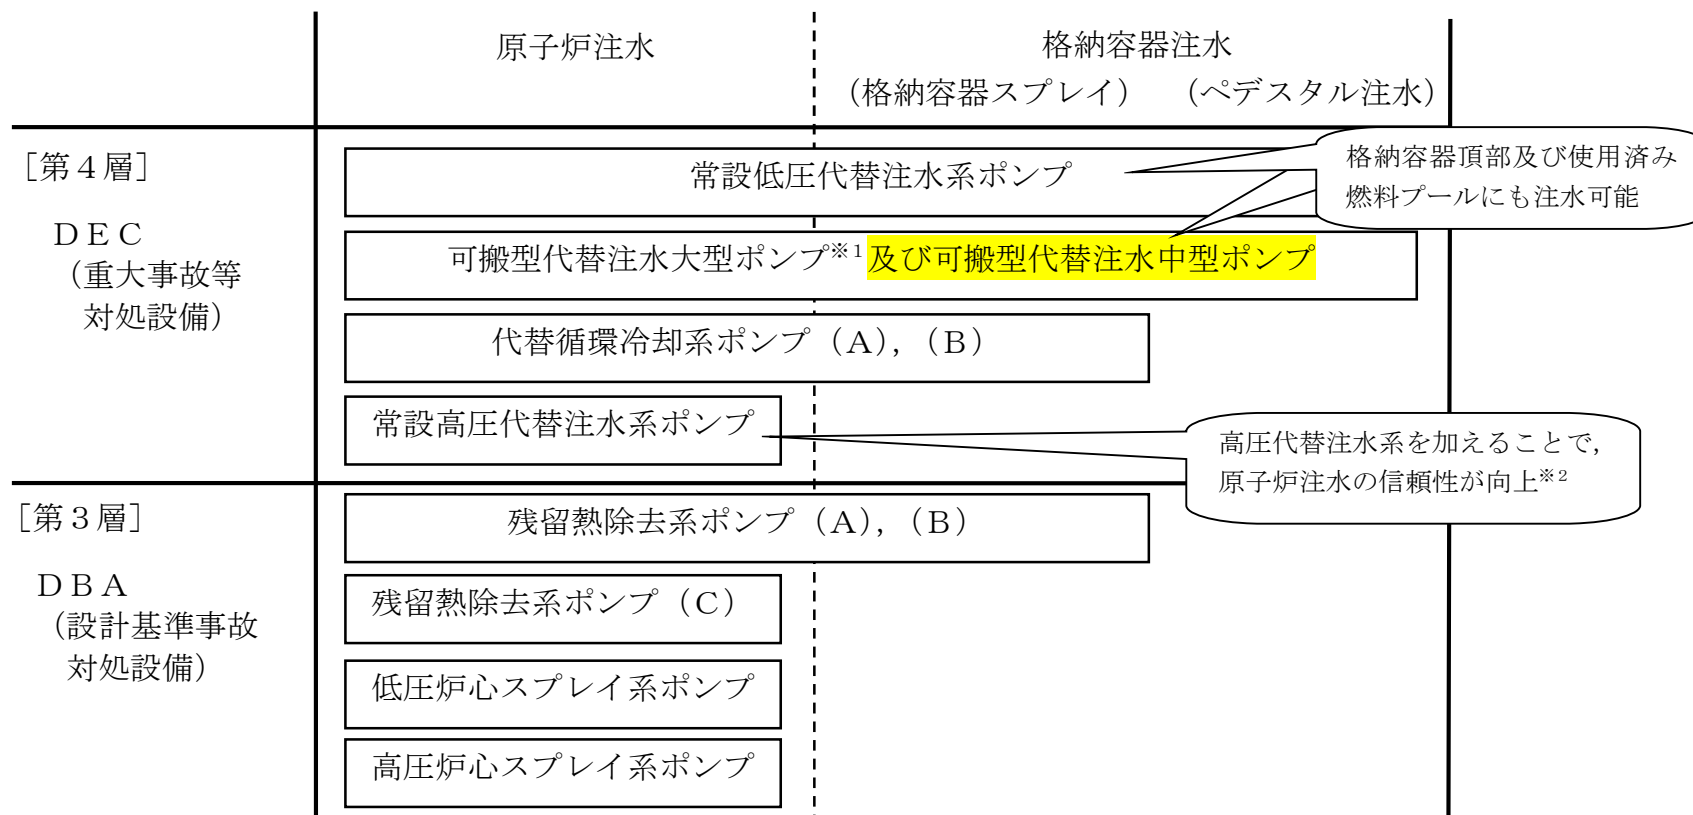 原子炉注水
格納容器注水
（格納容器スプレイ）　（ペデスタル注水）
［第４層］
ＤＥＣ
（重大事故等
対処設備）
常設低圧代替注水系ポンプ
格納容器頂部及び使用済み
燃料プールにも注水可能
可搬型代替注水大型ポンプ※１及び可搬型代替注水中型ポンプ
代替循環冷却系ポンプ（Ａ），（Ｂ）
常設高圧代替注水系ポンプ
高圧代替注水系を加えることで，
原子炉注水の信頼性が向上※２
［第３層］
ＤＢＡ
（設計基準事故
対処設備）
残留熱除去系ポンプ（Ａ），（Ｂ）
残留熱除去系ポンプ（Ｃ）
低圧炉心スプレイ系ポンプ
高圧炉心スプレイ系ポンプ